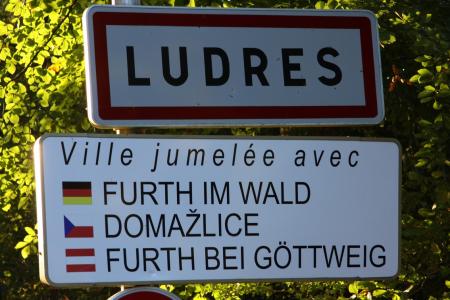 LUDRES
Ville jumelée avec
FURTH IM WALD
DOMAŽLICE
FURTH BEI GÖTTWEIG